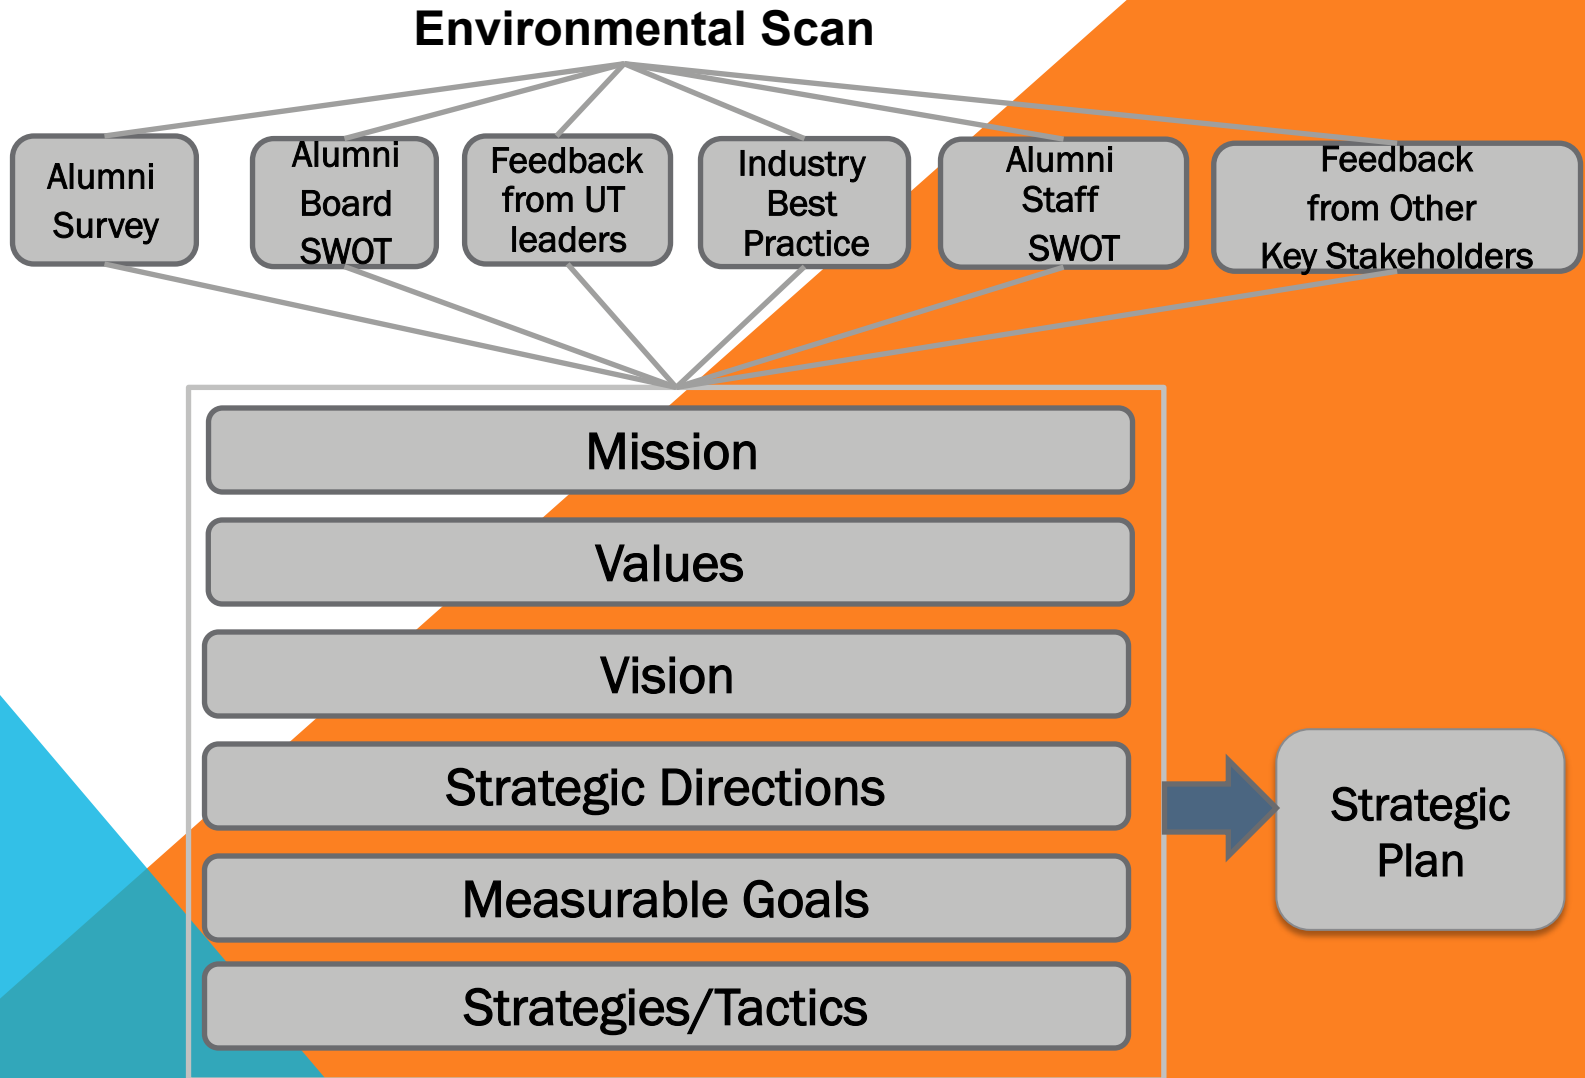 Environmental Scan
Alumni
Survey
Alumni
Board
SWOT
Feedback
from UT
leaders
Industry
Best
Practice
Alumni
Staff
SWOT
Feedback
from Other
Key Stakeholders
Mission
Values
Vision
Strategic Directions
Measurable Goals
Strategies/Tactics
Strategic
Plan